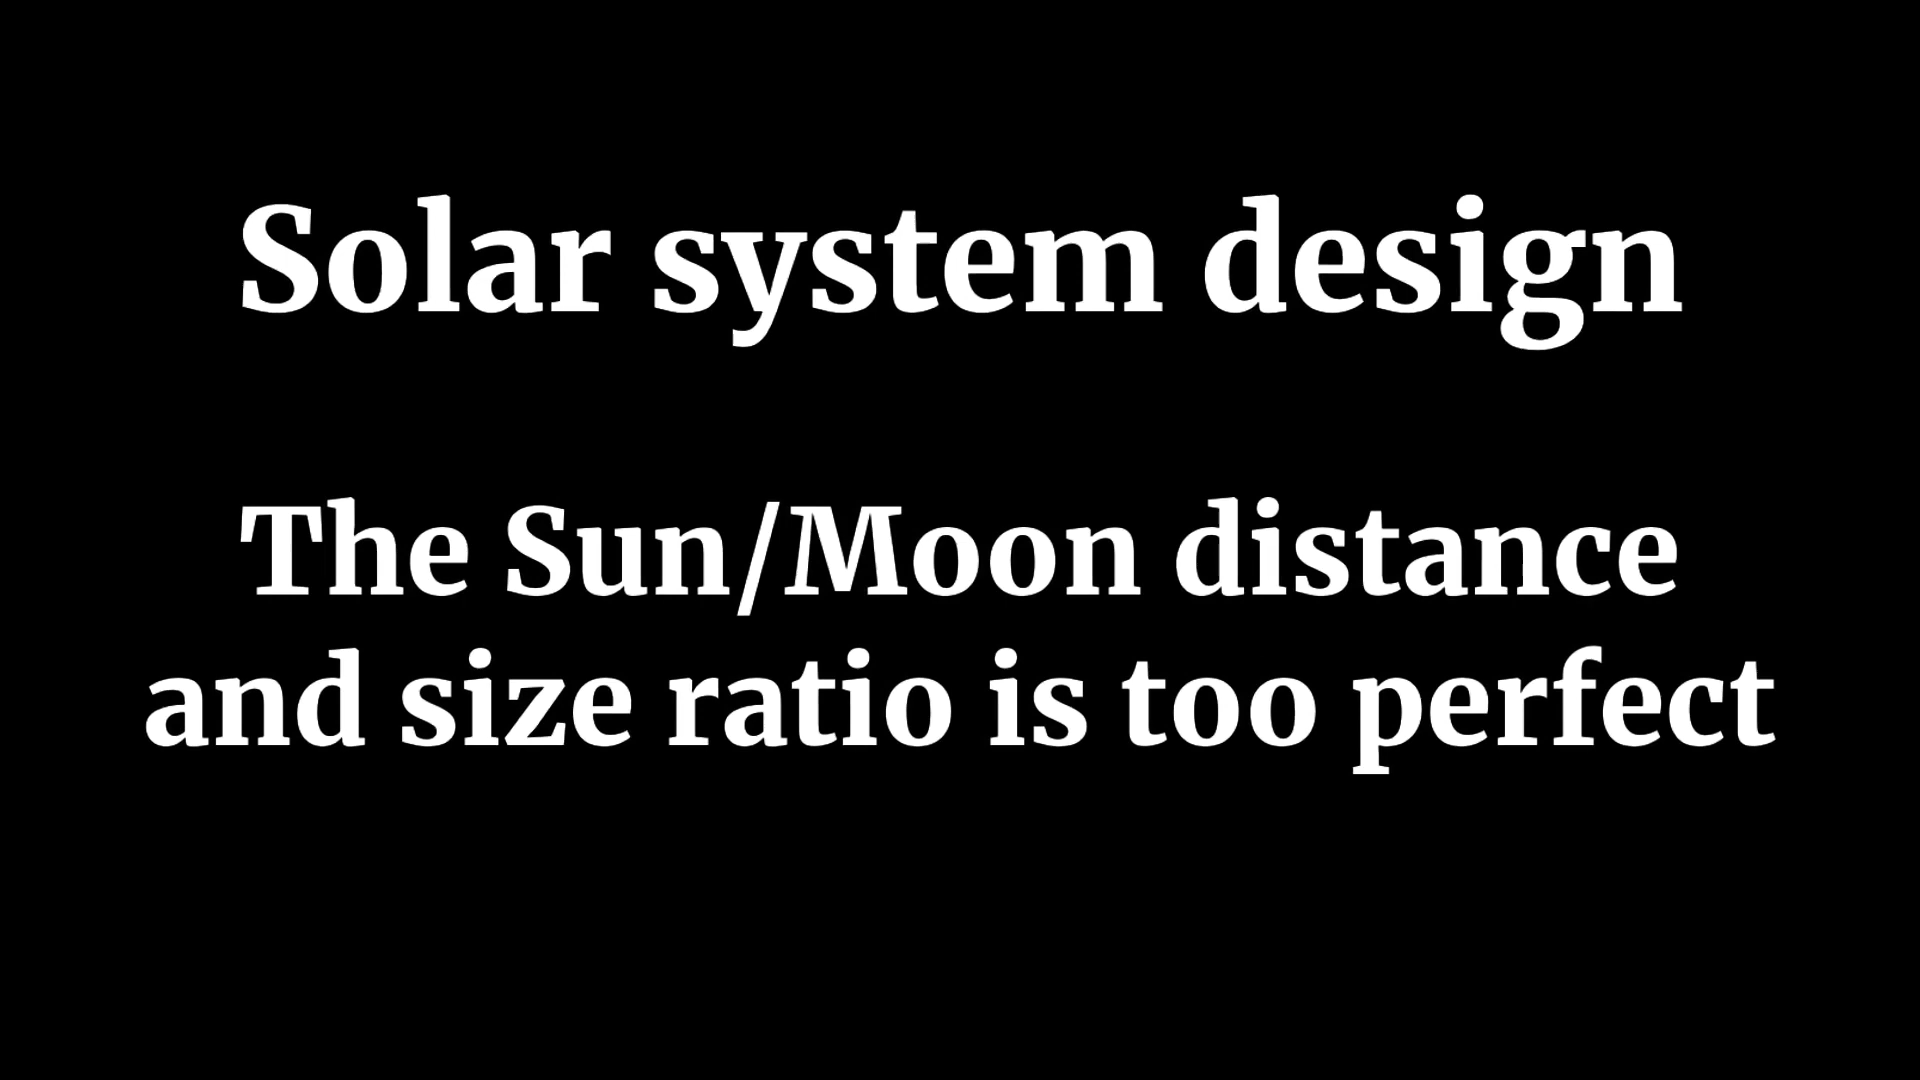 Solar system design
The Sun/Moon distance
and size ratio is too perfect